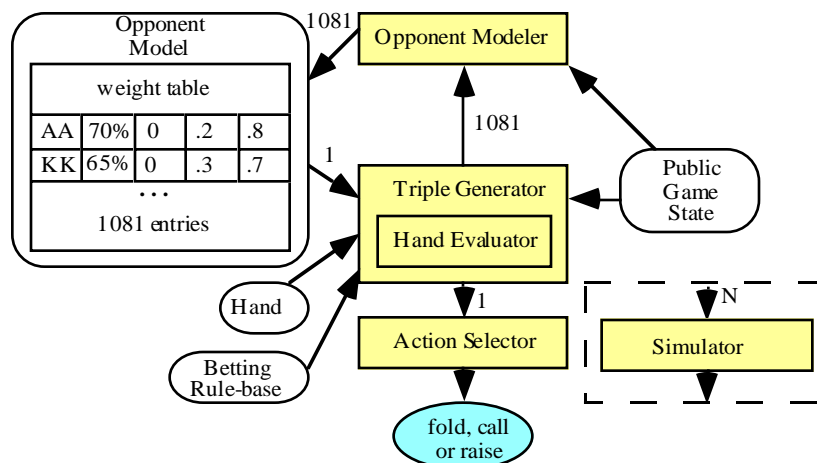 Opponent
Model
1081
Opponent Modeler
weight table
AA 70% 0 .2 .8
KK 65% 0 .3 .7
...
1081 entries
1
1081
Triple Generator
Hand Evaluator
Public
Game
State
Hand
1
N
Action Selector
Simulator
Betting
Rule-base
fold, call
or raise